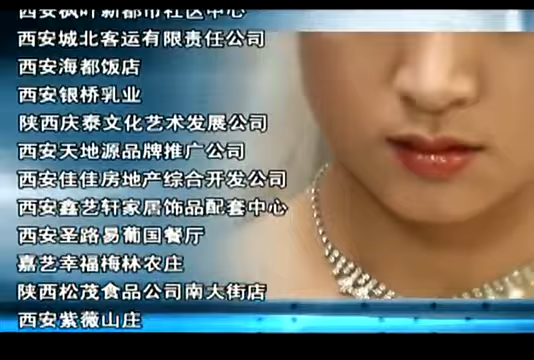 西安枫叶新都市社区中心
西安城北客运有限责任公司
西安海都饭店
西安银桥乳业
陕西庆泰文化艺术发展公司
西安天地源品牌推广公司
西安佳佳房地产综合开发公司
西安鑫艺轩家居饰品配套中心
西安圣路易葡国餐厅
嘉艺幸福梅林农庄
陕西松茂食品公司南大街店
西安紫薇山庄